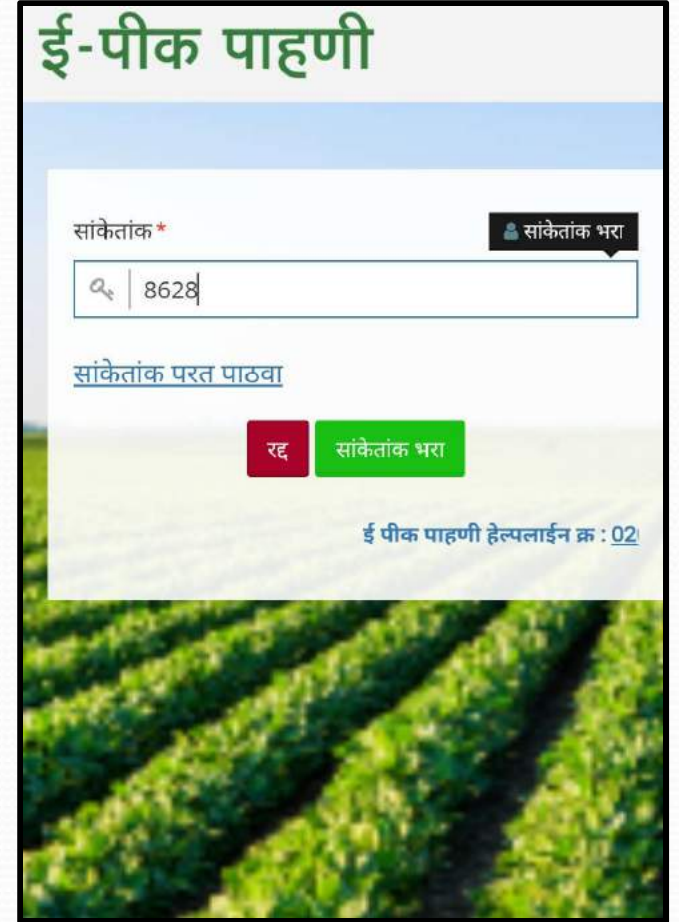 ई-पीक पाहणी
सांकेतांक *
सांकेतांक भरा
8628
सांकेतांक परत पाठवा
रद्द
सांकेतांक भरा
ई पीक पाहणी हेल्पलाईन क्र : 02